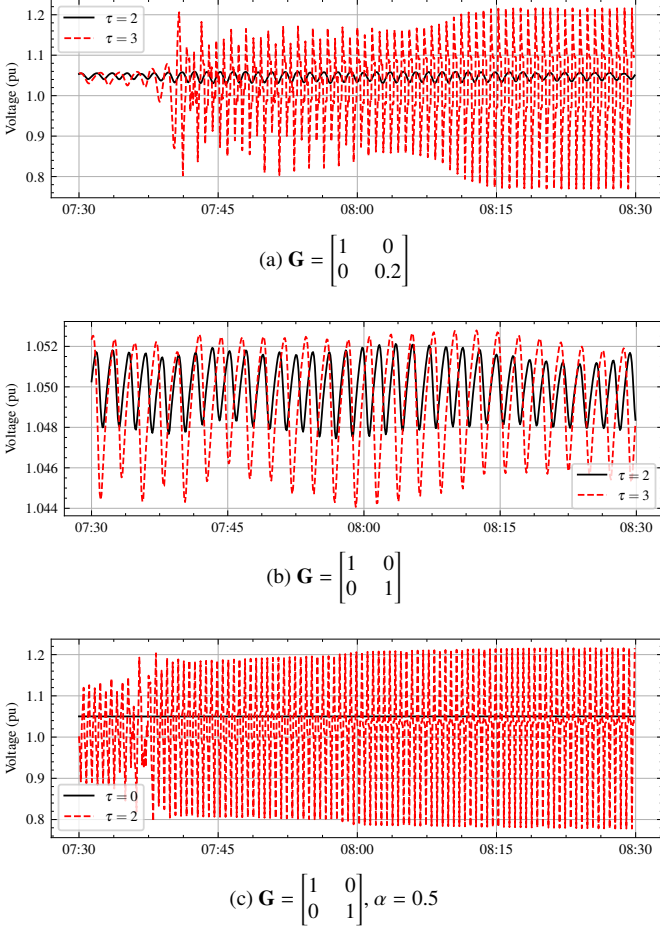 1.2
1.1
1.0
0.9
0.8
Voltage (pu)
τ = 2
τ = 3
07:30 07:45 08:00 08:15 08:30
(a) G = [1 0
0 0.2]
1.052
1.050
1.048
1.046
1.044
Voltage (pu)
τ = 2
τ = 3
07:30 07:45 08:00 08:15 08:30
(b) G = [1 0
0 1]
1.2
1.1
1.0
0.9
0.8
Voltage (pu)
τ = 0
τ = 2
07:30 07:45 08:00 08:15 08:30
(c) G = [1 0
0 1], α = 0.5